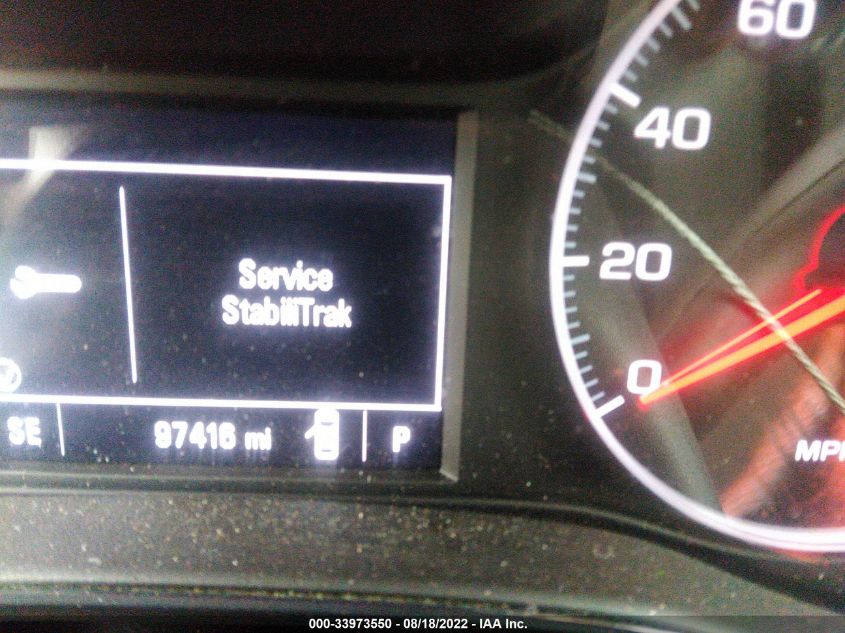 Service
StabiliTrak
SE
97416 mi
P
60
40
20
0
000-33973550 - 08/18/2022 - IAA Inc.